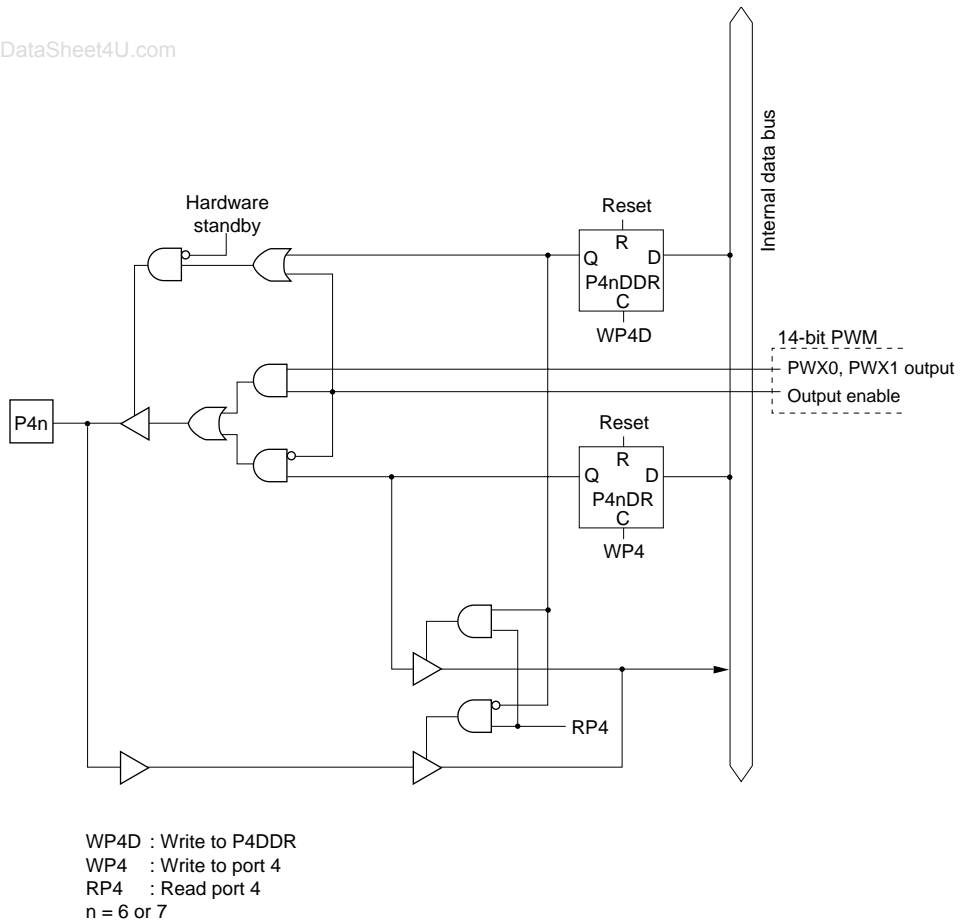 DataSheet4U.com
Internal data bus
Hardware
standby
Reset
R
Q
D
P4nDDR
C
WP4D
14-bit PWM
PWX0, PWX1 output
Output enable
P4n
Reset
R
Q
D
P4nDR
C
WP4
RP4
WP4D : Write to P4DDR
WP4 : Write to port 4
RP4 : Read port 4
n = 6 or 7